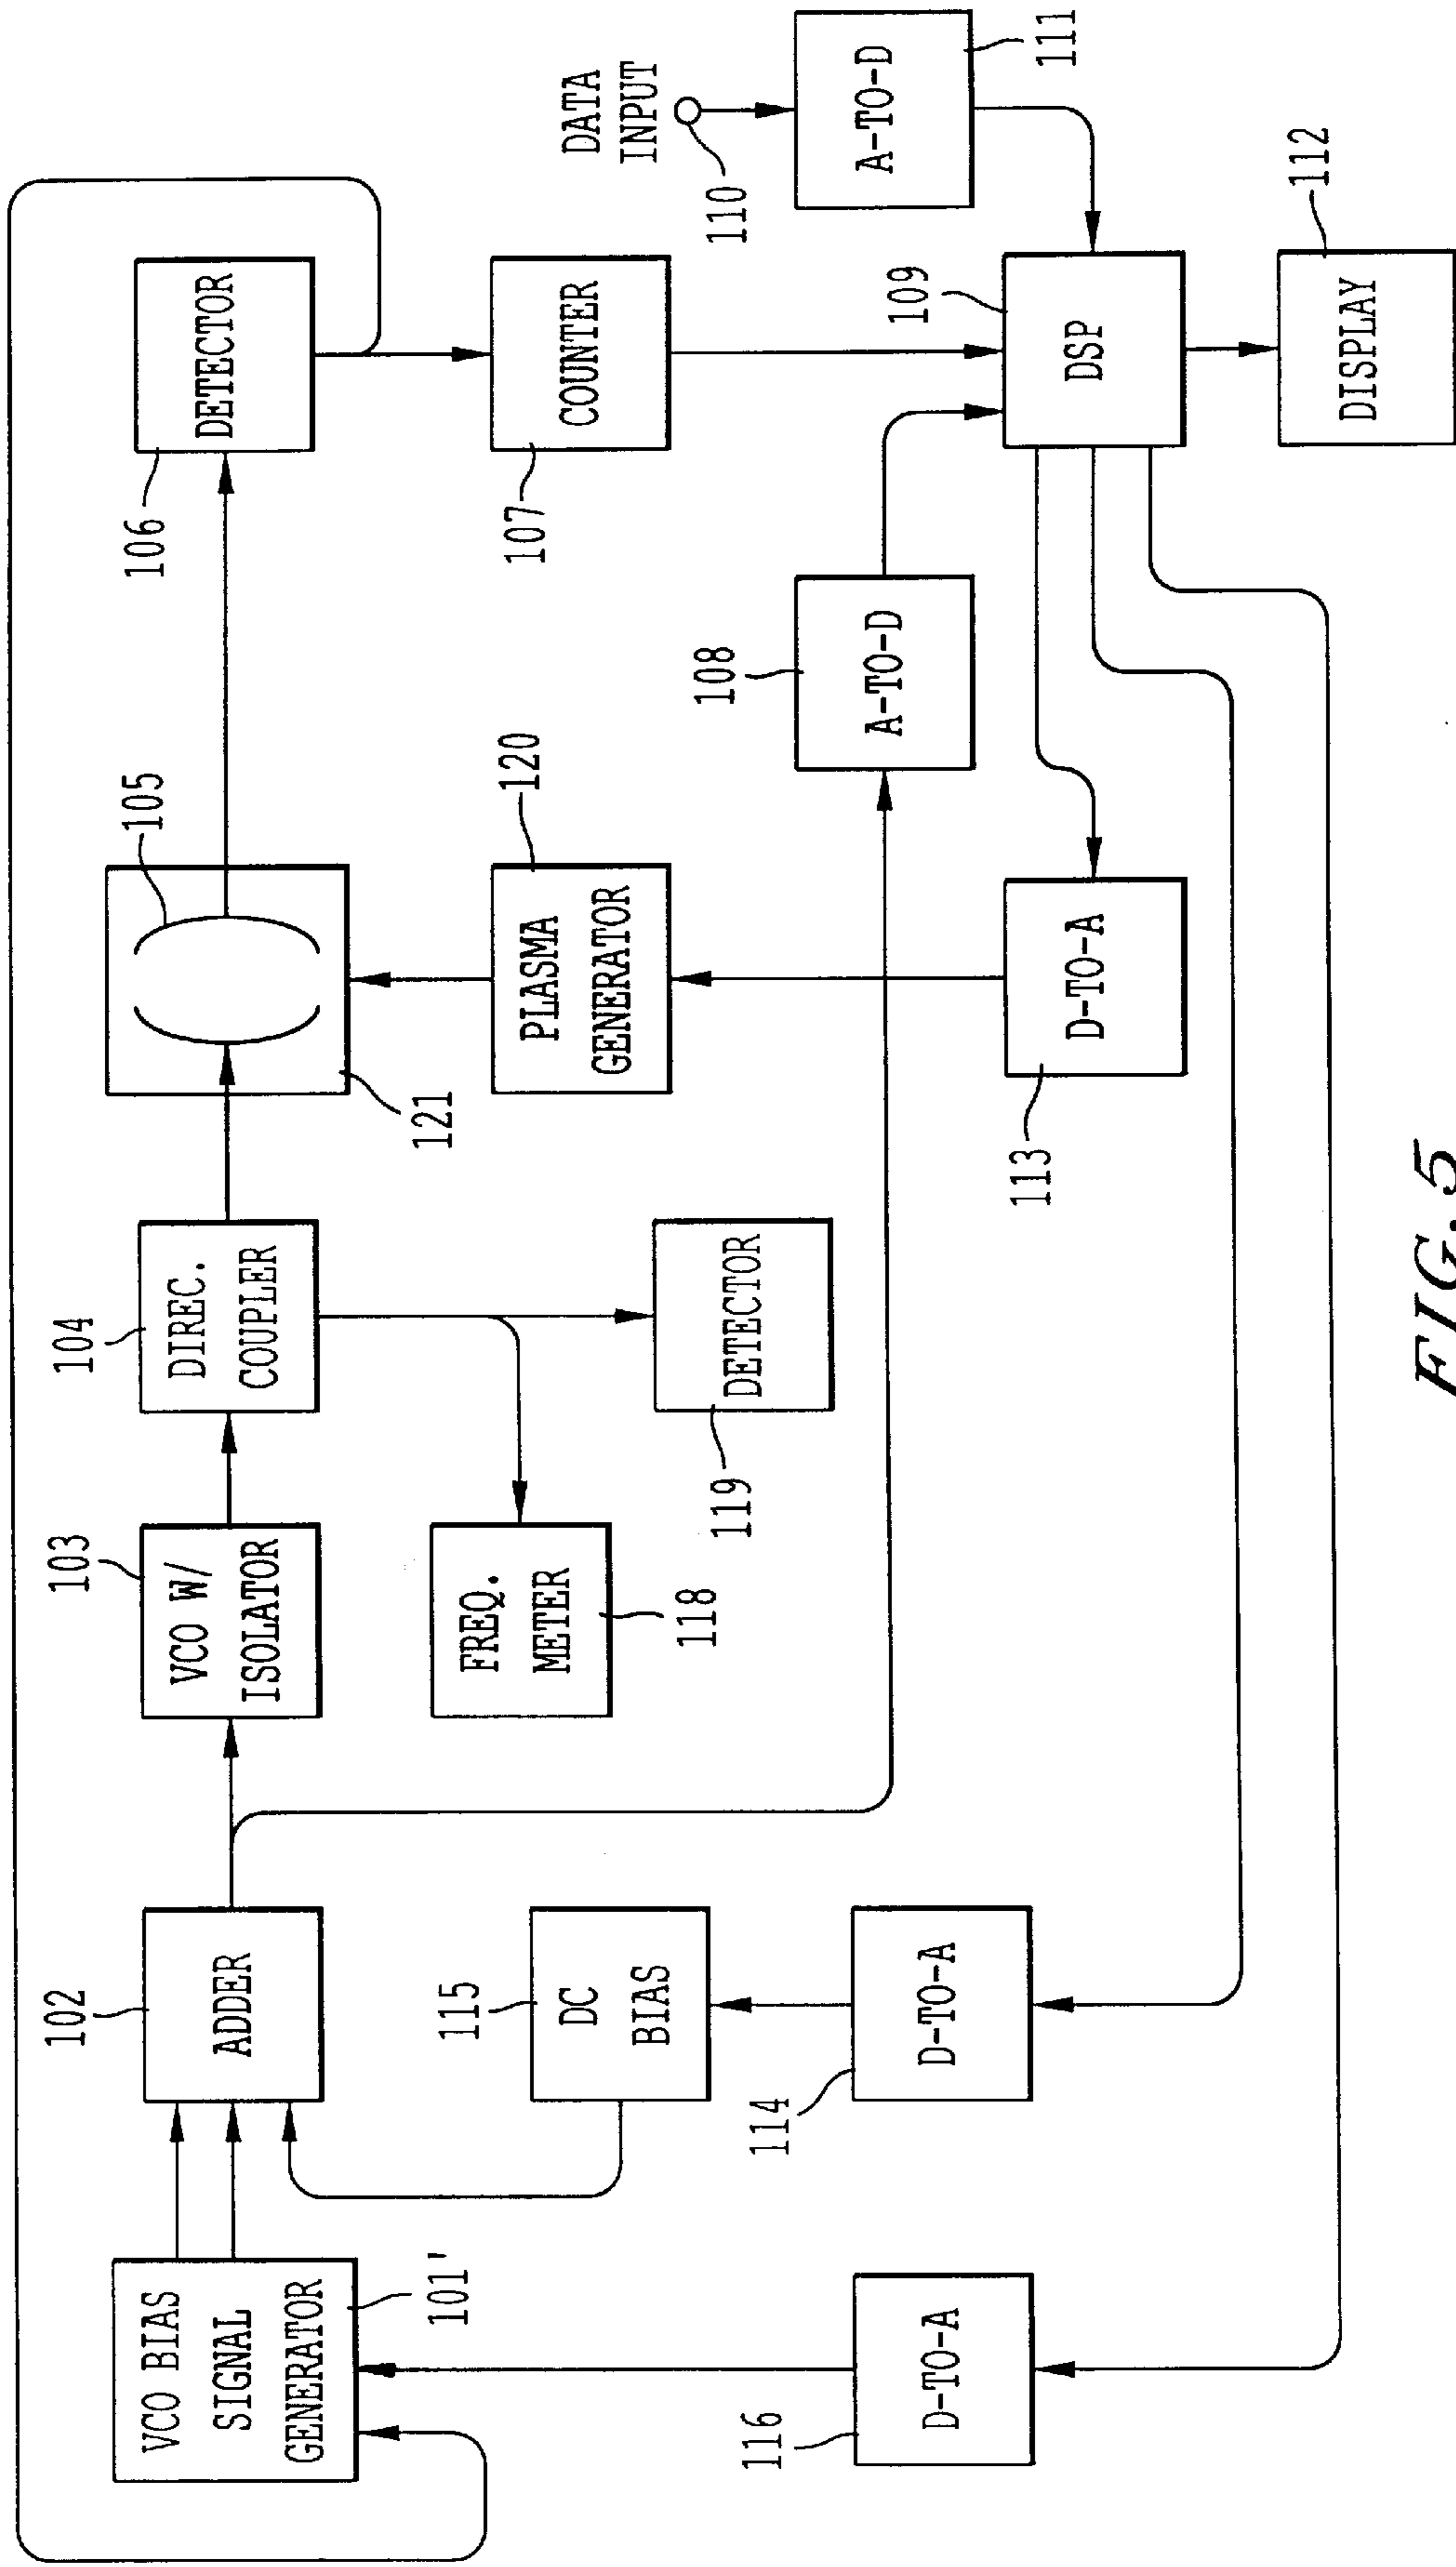 101'
VCO BIAS
SIGNAL
GENERATOR
102
ADDER
103
VCO W/
ISOLATOR
104
DIREC.
COUPLER
105
121
106
DETECTOR
118
FREQ.
METER
119
DETECTOR
120
PLASMA
GENERATOR
107
COUNTER
115
DC
BIAS
108
A-TO-D
DATA
INPUT
110
A-TO-D
111
116
D-TO-A
114
D-TO-A
113
D-TO-A
109
DSP
112
DISPLAY
FIG. 5